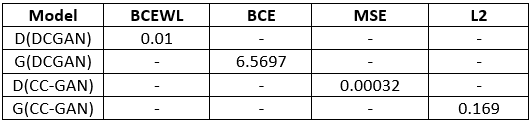 Model BCEWL BCE MSE L2
D(DCGAN) 0.01 - - -
G(DCGAN) - 6.5697 - -
D(CC-GAN) - - 0.00032 -
G(CC-GAN) - - - 0.169